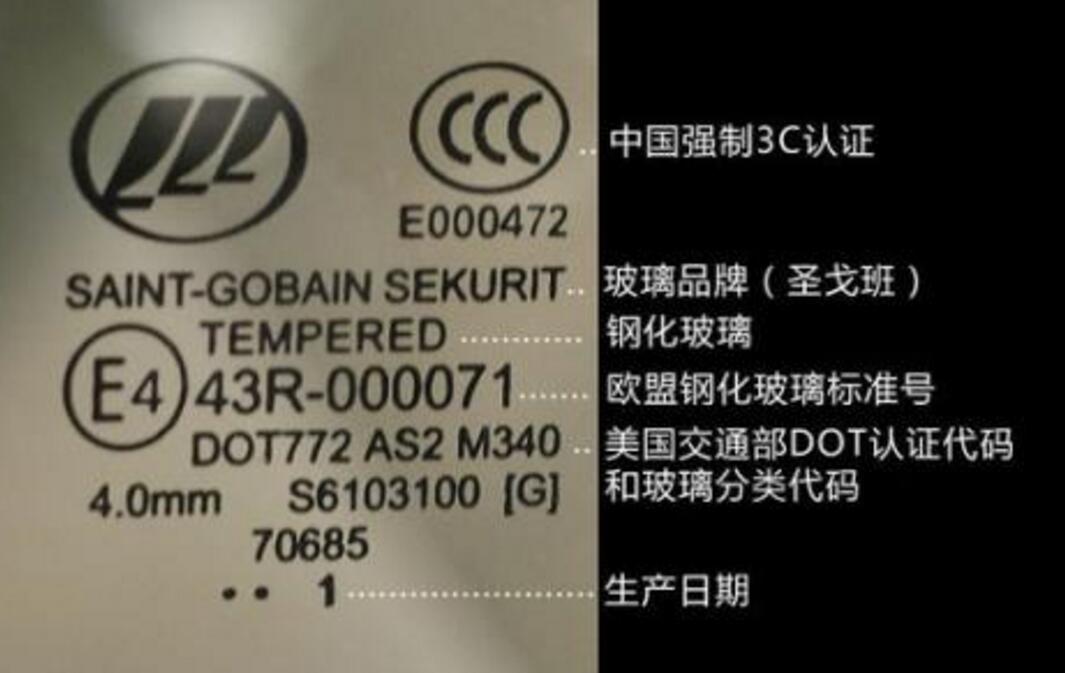 CCC
中国强制3C认证
E000472
SAINT-GOBAIN SEKURIT
玻璃品牌（圣戈班）
TEMPERED
钢化玻璃
E4
43R-000071
欧盟钢化玻璃标准号
DOT772 AS2 M340
美国交通部DOT认证代码
和玻璃分类代码
4.0mm S6103100 [G]
70685
•• 1
生产日期